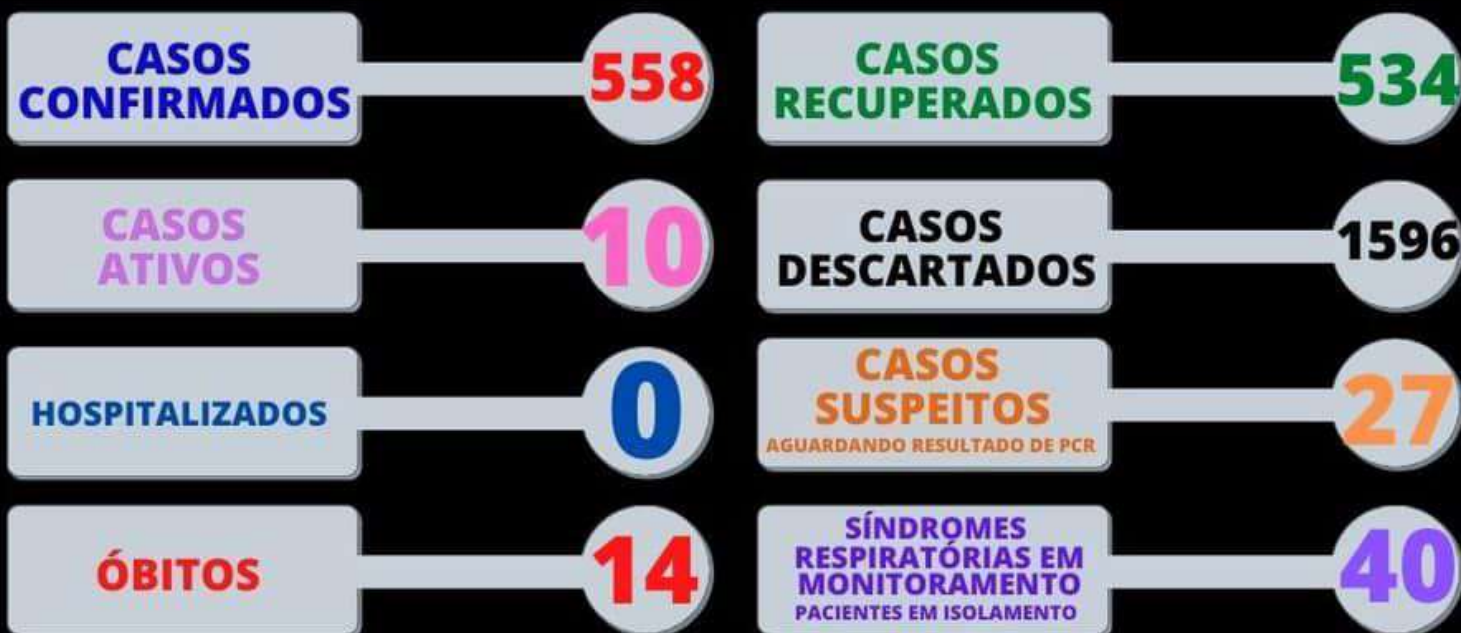 CASOS
CONFIRMADOS
558
CASOS
RECUPERADOS
534
CASOS
ATIVOS
10
CASOS
DESCARTADOS
1596
HOSPITALIZADOS
0
CASOS
SUSPEITOS
AGUARDANDO RESULTADO DE PCR
27
ÓBITOS
14
SÍNDROMES
RESPIRATÓRIAS EM
MONITORAMENTO
PACIENTES EM ISOLAMENTO
40